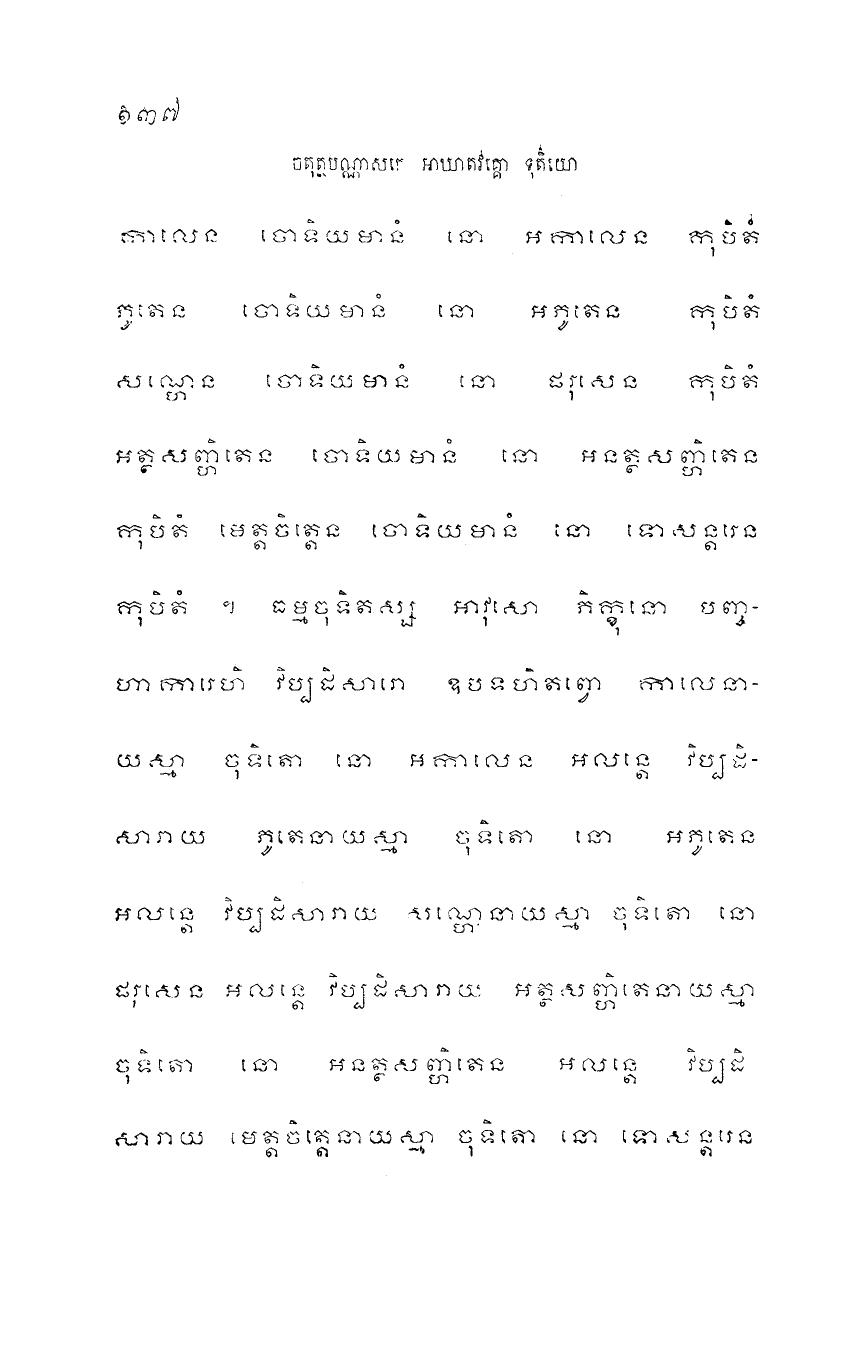 ១៣៧
ចតុត្ថបណ្ណាសកេ អាឃាតវគ្គោ ទុតិយោ
កាលេន ចោទិយមានំ នោ អកាលេន កុបិតំ
ភូតេន ចោទិយមានំ នោ អភូតេន កុបិតំ
សណ្ហេន ចោទិយមានំ នោ ផរុសេន កុបិតំ
អត្ថសញ្ហិតេន ចោទិយមានំ នោ អនត្ថសញ្ហិតេន
កុបិតំ មេត្តចិត្តេន ចោទិយមានំ នោ ទោសន្តរេន
កុបិតំ ។ ធម្មចុទិតស្ស អាវុសោ ភិក្ខុនោ បញ្ច-
ហាការេហិ វិប្បដិសារោ ឧបទហិតព្វោ កាលេនា-
យស្មា ចុទិតោ នោ អកាលេន អលន្តេ វិប្បដិ-
សារាយ ភូតេនាយស្មា ចុទិតោ នោ អភូតេន
អលន្តេ វិប្បដិសារាយ សណ្ហេនាយស្មា ចុទិតោ នោ
ផរុសេន អលន្តេ វិប្បដិសារាយ អត្ថសញ្ហិតេនាយស្មា
ចុទិតោ នោ អនត្ថសញ្ហិតេន អលន្តេ វិប្បដិ
សារាយ មេត្តចិត្តេនាយស្មា ចុទិតោ នោ ទោសន្តរេន